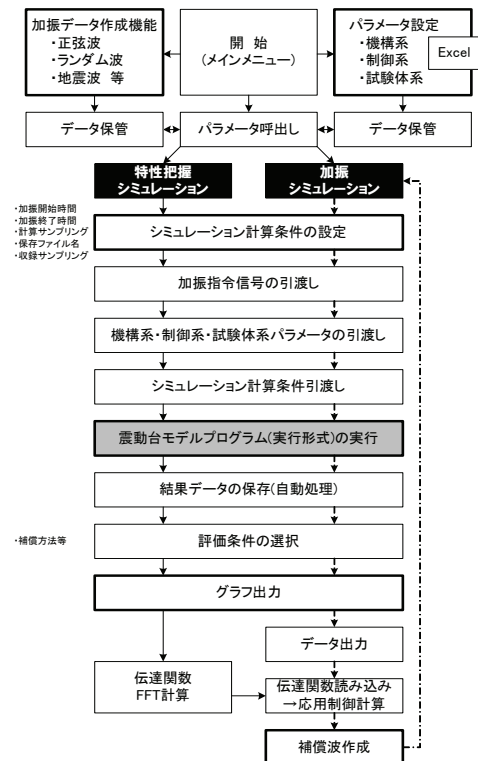 加振データ作成機能
・正弦波
・ランダム波
・地震波 等
開 始
(メインメニュー)
パラメータ設定
・機構系
・制御系
・試験体系
Excel
データ保管
パラメータ呼出し
データ保管
特性把握
シミュレーション
加振
シミュレーション
・加振開始時間
・加振終了時間
・計算サンプリング
・保存ファイル名
・収録サンプリング
シミュレーション計算条件の設定
加振指令信号の引渡し
機構系・制御系・試験体系パラメータの引渡し
シミュレーション計算条件引渡し
震動台モデルプログラム(実行形式)の実行
結果データの保存(自動処理)
・補償方法等
評価条件の選択
グラフ出力
データ出力
伝達関数
FFT計算
伝達関数読み込み
→応用制御計算
補償波作成